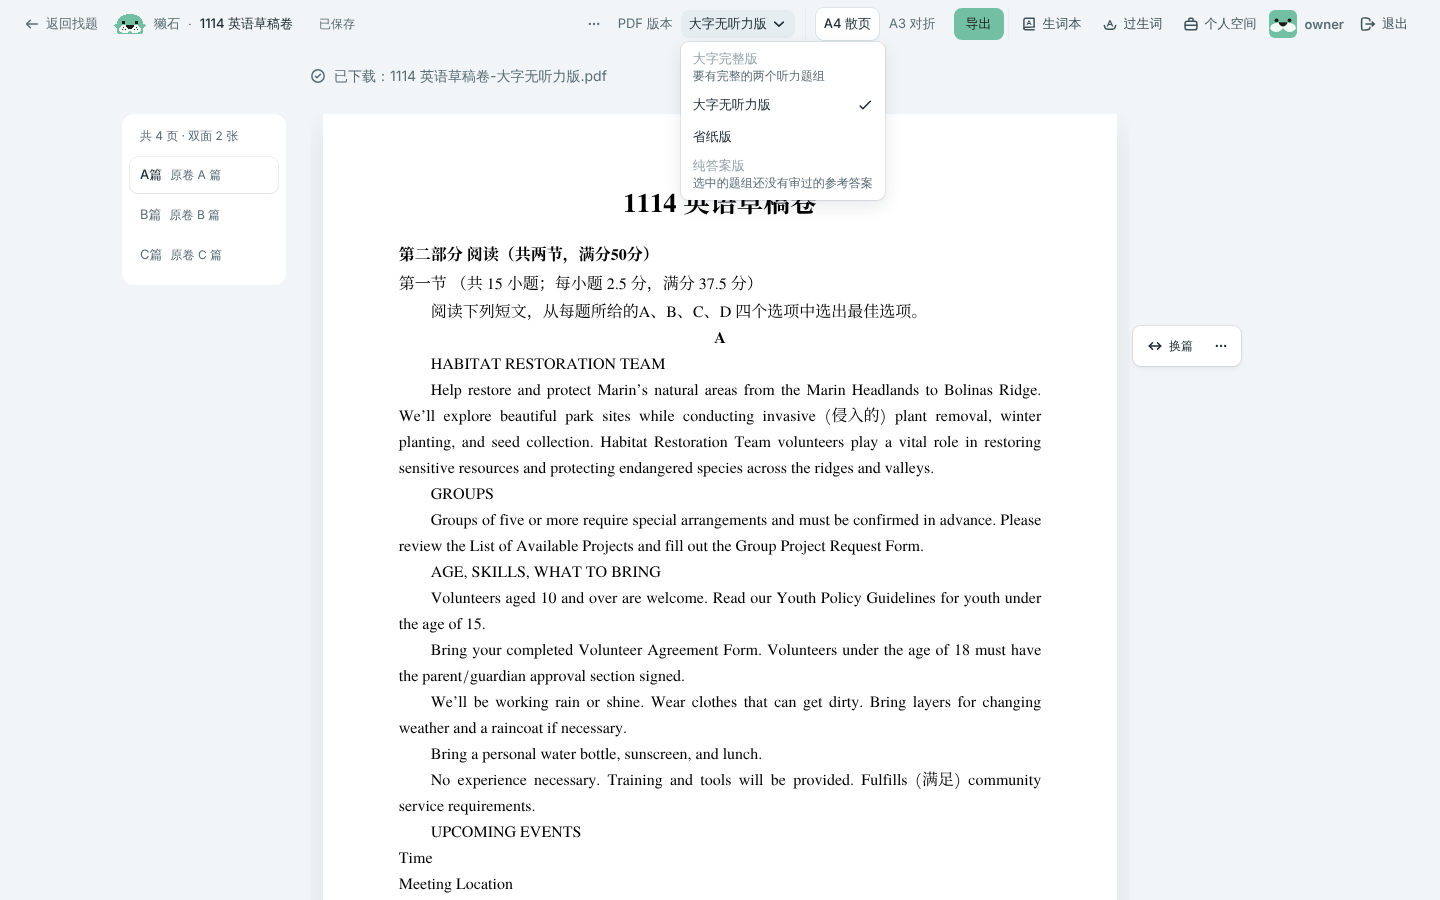 返回找题
獭石 · 1114 英语草稿卷
已保存
···
PDF 版本
大字无听力版
A4 散页
A3 对折
导出
生词本
过生词
个人空间
owner
退出
已下载：1114 英语草稿卷-大字无听力版.pdf
大字完整版
要有完整的两个听力题组
大字无听力版
省纸版
纯答案版
选中的题组还没有审过的参考答案
共 4 页 · 双面 2 张
A篇 原卷 A 篇
B篇 原卷 B 篇
C篇 原卷 C 篇
换篇
···
1114 英语草稿卷
第二部分 阅读（共两节，满分50分）
第一节 （共 15 小题；每小题 2.5 分，满分 37.5 分）
阅读下列短文，从每题所给的A、B、C、D 四个选项中选出最佳选项。
A
HABITAT RESTORATION TEAM
Help restore and protect Marin’s natural areas from the Marin Headlands to Bolinas Ridge.
We’ll explore beautiful park sites while conducting invasive (侵入的) plant removal, winter
planting, and seed collection. Habitat Restoration Team volunteers play a vital role in restoring
sensitive resources and protecting endangered species across the ridges and valleys.
GROUPS
Groups of five or more require special arrangements and must be confirmed in advance. Please
review the List of Available Projects and fill out the Group Project Request Form.
AGE, SKILLS, WHAT TO BRING
Volunteers aged 10 and over are welcome. Read our Youth Policy Guidelines for youth under
the age of 15.
Bring your completed Volunteer Agreement Form. Volunteers under the age of 18 must have
the parent/guardian approval section signed.
We’ll be working rain or shine. Wear clothes that can get dirty. Bring layers for changing
weather and a raincoat if necessary.
Bring a personal water bottle, sunscreen, and lunch.
No experience necessary. Training and tools will be provided. Fulfills (满足) community
service requirements.
UPCOMING EVENTS
Time
Meeting Location